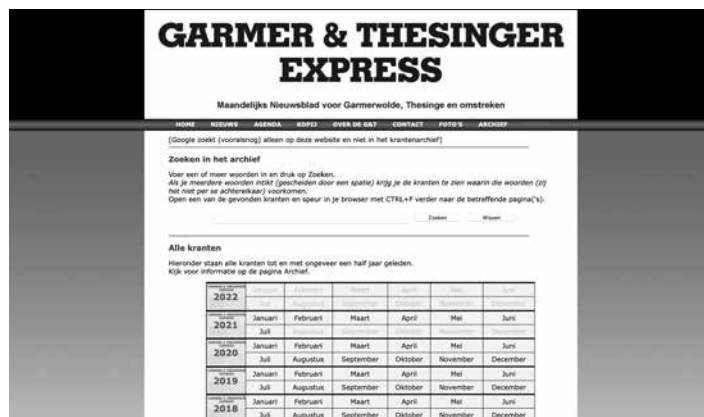 GARMER & THESINGER
EXPRESS
Maandelijks Nieuwsblad voor Garmerwolde, Thesinge en omstreken
HOME NIEUWS AGENDA KOPIJ OVER DE G&T CONTACT FOTO'S ARCHIEF
[Google zoekt (vooralsnog) alleen op deze website en niet in het krantenarchief]
Zoeken in het archief
Voer een of meer woorden in en druk op Zoeken.
Als je meerdere woorden intikt (gescheiden door een spatie) krijg je de kranten te zien waarin die woorden (zij
het niet per se achterelkaar) voorkomen.
Open een van de gevonden kranten en speur in je browser met CTRL+F verder naar de betreffende pagina('s).
Zoeken Wissen
Alle kranten
Hieronder staan alle kranten tot en met ongeveer een half jaar geleden.
Kijk voor informatie op de pagina Archief.
2022 Januari Februari Maart April Mei Juni
Juli Augustus September Oktober November December
2021 Januari Februari Maart April Mei Juni
Juli Augustus September Oktober November December
2020 Januari Februari Maart April Mei Juni
Juli Augustus September Oktober November December
2019 Januari Februari Maart April Mei Juni
Juli Augustus September Oktober November December
2018 Januari Februari Maart April Mei Juni
Juli Augustus September Oktober November December